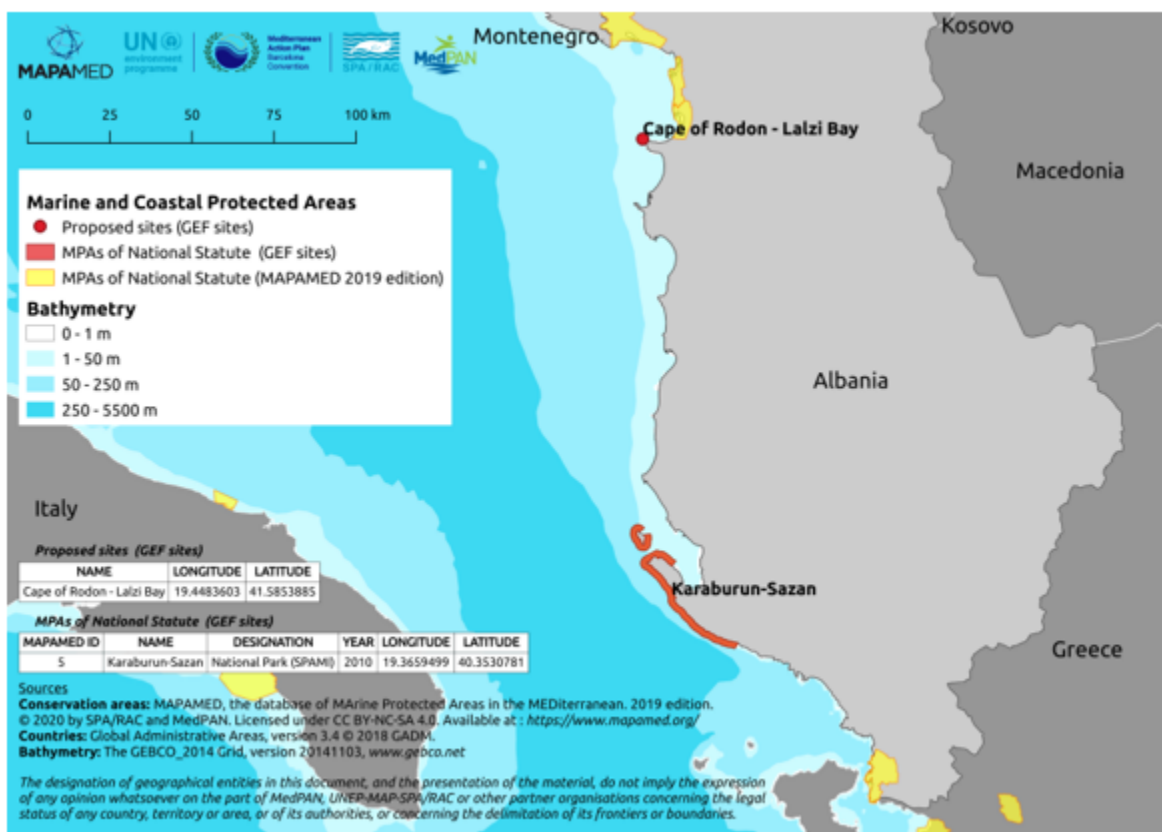 MAPAMED
UN
environment
programme
Mediterranean
Action Plan
Barcelona
Convention
SPA/RAC
MedPAN
Montenegro
Kosovo
0 25 50 100 km
Cape of Rodon - Lalzi Bay
Macedonia
Marine and Coastal Protected Areas
Proposed sites (GEF sites)
MPAs of National Statute (GEF sites)
MPAs of National Statute (MAPAMED 2019 edition)
Bathymetry
0 - 1 m
1 - 50 m
50 - 250 m
250 - 5500 m
Albania
Italy
Karaburun-Sazan
Greece
Proposed sites (GEF sites)
NAME LONGITUDE LATITUDE
Cape of Rodon - Lalzi Bay 19.4483603 41.5853885
MPAs of National Statute (GEF sites)
MAPAMED ID NAME DESIGNATION YEAR LONGITUDE LATITUDE
5 Karaburun-Sazan National Park (SPAMI) 2010 19.3659499 40.3530781
Sources
Conservation areas: MAPAMED, the database of MArine Protected Areas in the MEDiterranean. 2019 edition.
© 2020 by SPA/RAC and MedPAN. Licensed under CC BY-NC-SA 4.0. Available at : https://www.mapamed.org/
Countries: Global Administrative Areas, version 3.4 © 2018 GADM.
Bathymetry: The GEBCO_2014 Grid, version 20141103, www.gebco.net
The designation of geographical entities in this document, and the presentation of the material, do not imply the expression
of any opinion whatsoever on the part of MedPAN, UNEP-MAP-SPA/RAC or other partner organisations concerning the legal
status of any country, territory or area, or of its authorities, or concerning the delimitation of its frontiers or boundaries.